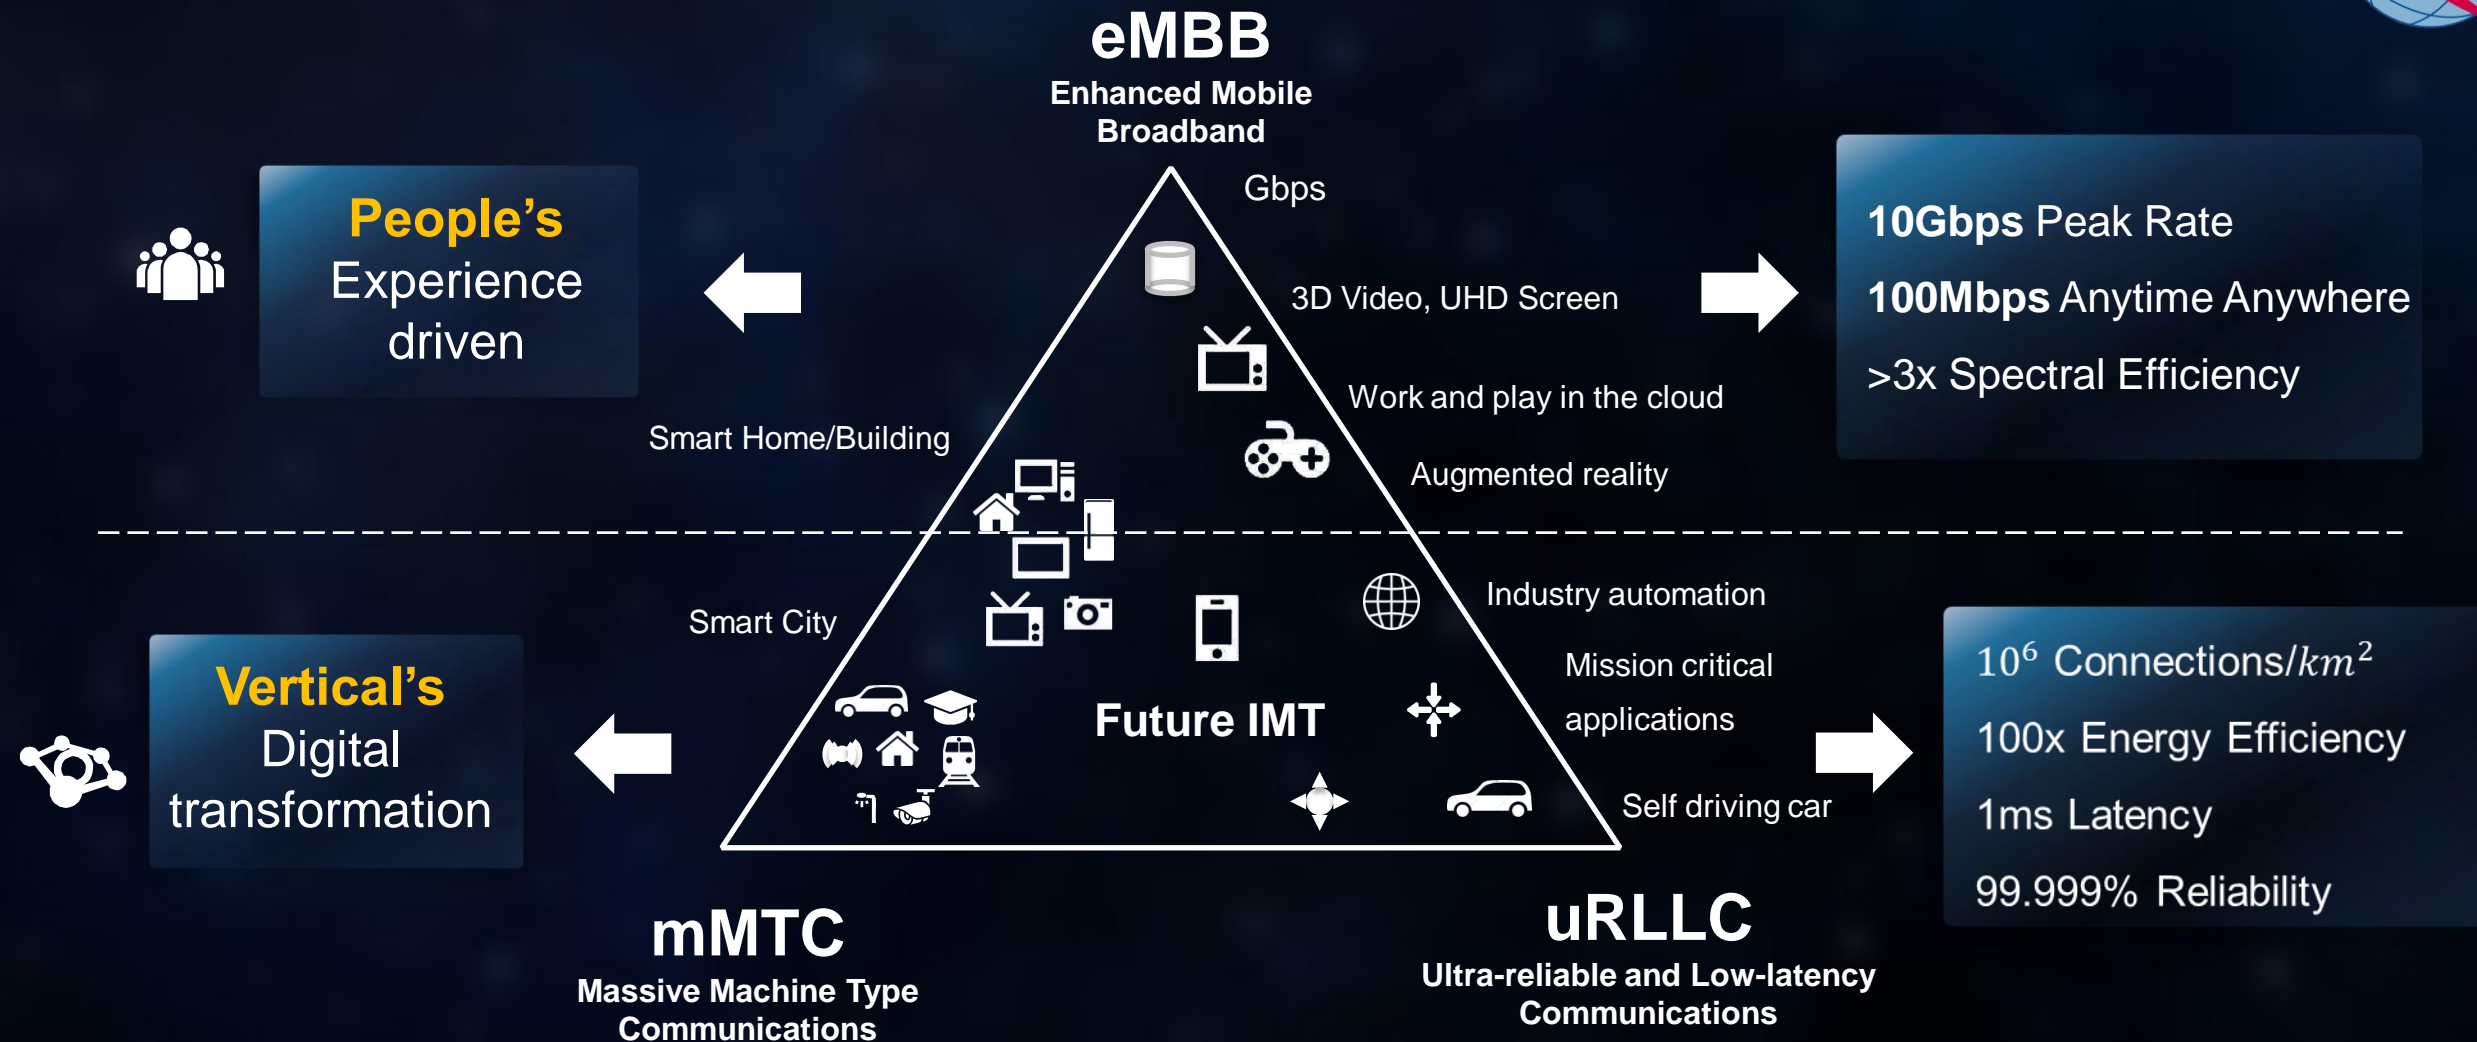 eMBB
Enhanced Mobile
Broadband
Gbps
People's
Experience
driven
10Gbps Peak Rate
100Mbps Anytime Anywhere
>3x Spectral Efficiency
3D Video, UHD Screen
Work and play in the cloud
Smart Home/Building
Augmented reality
Industry automation
Smart City
Mission critical
applications
Vertical's
Digital
transformation
Future IMT
Self driving car
10⁶ Connections/km²
100x Energy Efficiency
1ms Latency
99.999% Reliability
mMTC
Massive Machine Type
Communications
uRLLC
Ultra-reliable and Low-latency
Communications